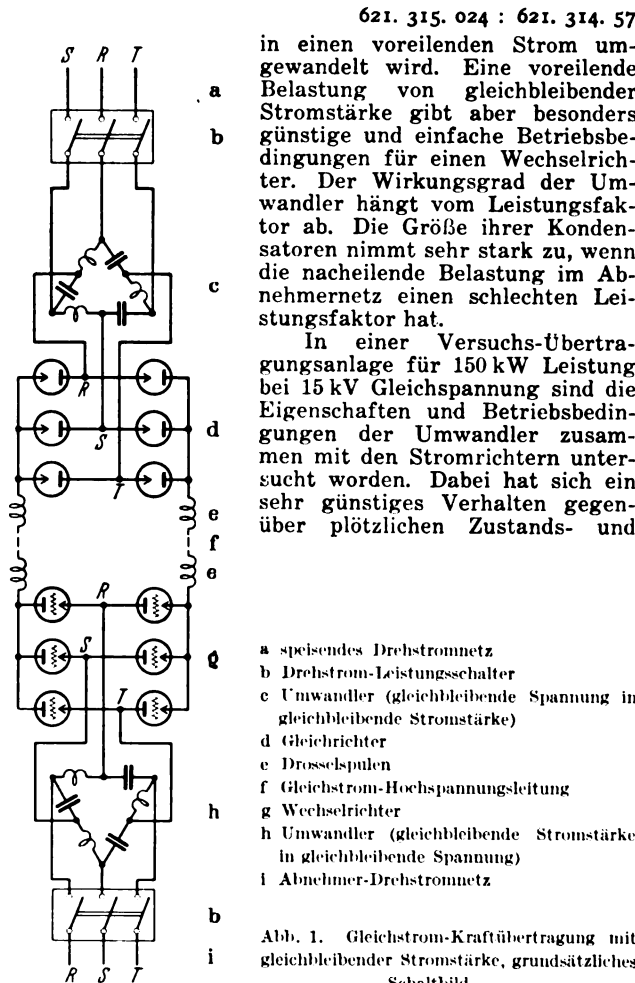 621. 315. 024 : 621. 314. 57
in einen voreilenden Strom um-
gewandelt wird. Eine voreilende
Belastung von gleichbleibender
Stromstärke gibt aber besonders
günstige und einfache Betriebsbe-
dingungen für einen Wechselrich-
ter. Der Wirkungsgrad der Um-
wandler hängt vom Leistungsfak-
tor ab. Die Größe ihrer Konden-
satoren nimmt sehr stark zu, wenn
die nacheilende Belastung im Ab-
nehmernetz einen schlechten Lei-
stungsfaktor hat.
In einer Versuchs-Übertra-
gungsanlage für 150 kW Leistung
bei 15 kV Gleichspannung sind die
Eigenschaften und Betriebsbedin-
gungen der Umwandler zusam-
men mit den Stromrichtern unter-
sucht worden. Dabei hat sich ein
sehr günstiges Verhalten gegen-
über plötzlichen Zustands- und
S R T
a
b
c
R
S
d
T
e
f
e
R
S
g
T
h
b
i
R S T
a speisendes Drehstromnetz
b Drehstrom-Leistungsschalter
c Umwandler (gleichbleibende Spannung in
gleichbleibende Stromstärke)
d Gleichrichter
e Drosselspulen
f Gleichstrom-Hochspannungsleitung
g Wechselrichter
h Umwandler (gleichbleibende Stromstärke
in gleichbleibende Spannung)
i Abnehmer-Drehstromnetz
Abb. 1. Gleichstrom-Kraftübertragung mit
gleichbleibender Stromstärke, grundsätzliches